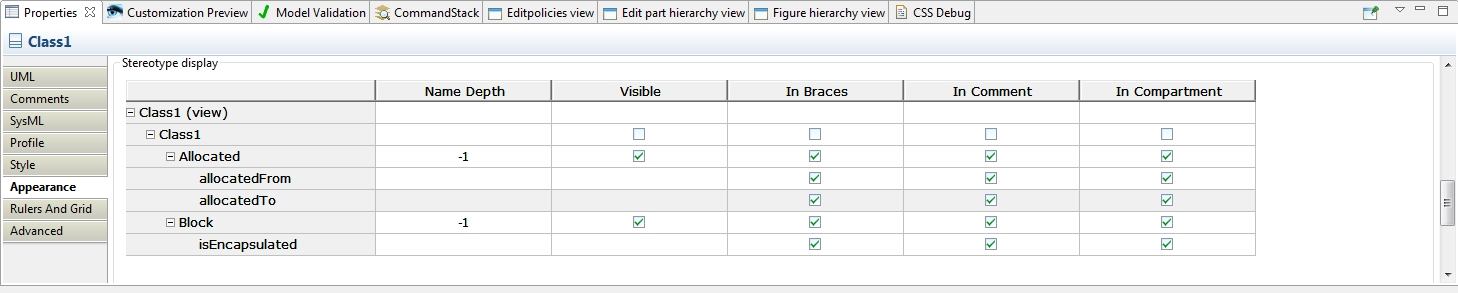 Properties Customization Preview Model Validation CommandStack Editpolicies view Edit part hierarchy view Figure hierarchy view CSS Debug
Class1
UML
Comments
SysML
Profile
Style
Appearance
Rulers And Grid
Advanced
Stereotype display
Name Depth Visible In Braces In Comment In Compartment
Class1 (view)
Class1
Allocated -1
allocatedFrom
allocatedTo
Block -1
isEncapsulated